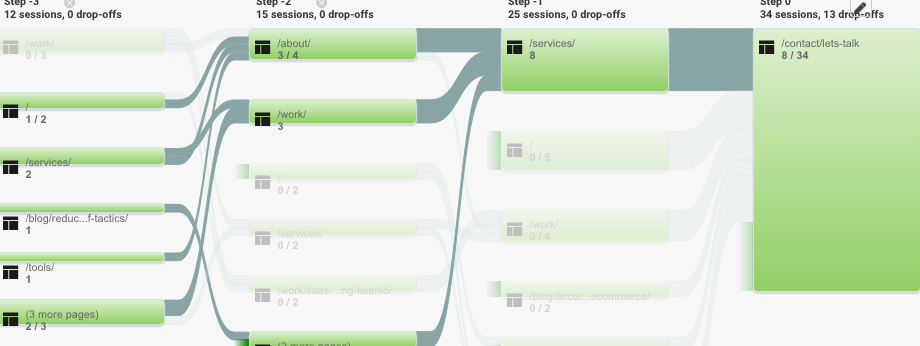 Step -3
12 sessions, 0 drop-offs
/work/
0 / 3
/
1 / 2
/services/
2
/blog/reduc...f-tactics/
1
/tools/
1
(3 more pages)
2 / 3
Step -2
15 sessions, 0 drop-offs
/about/
3 / 4
/work/
3
/
0 / 2
/services/
0 / 2
/work/saas-...ng-keenio/
0 / 2
Step -1
25 sessions, 0 drop-offs
/services/
8
/
0 / 5
/work/
0 / 4
/blog/accur...ecommerce/
0 / 2
Step 0
34 sessions, 13 drop-offs
/contact/lets-talk
8 / 34